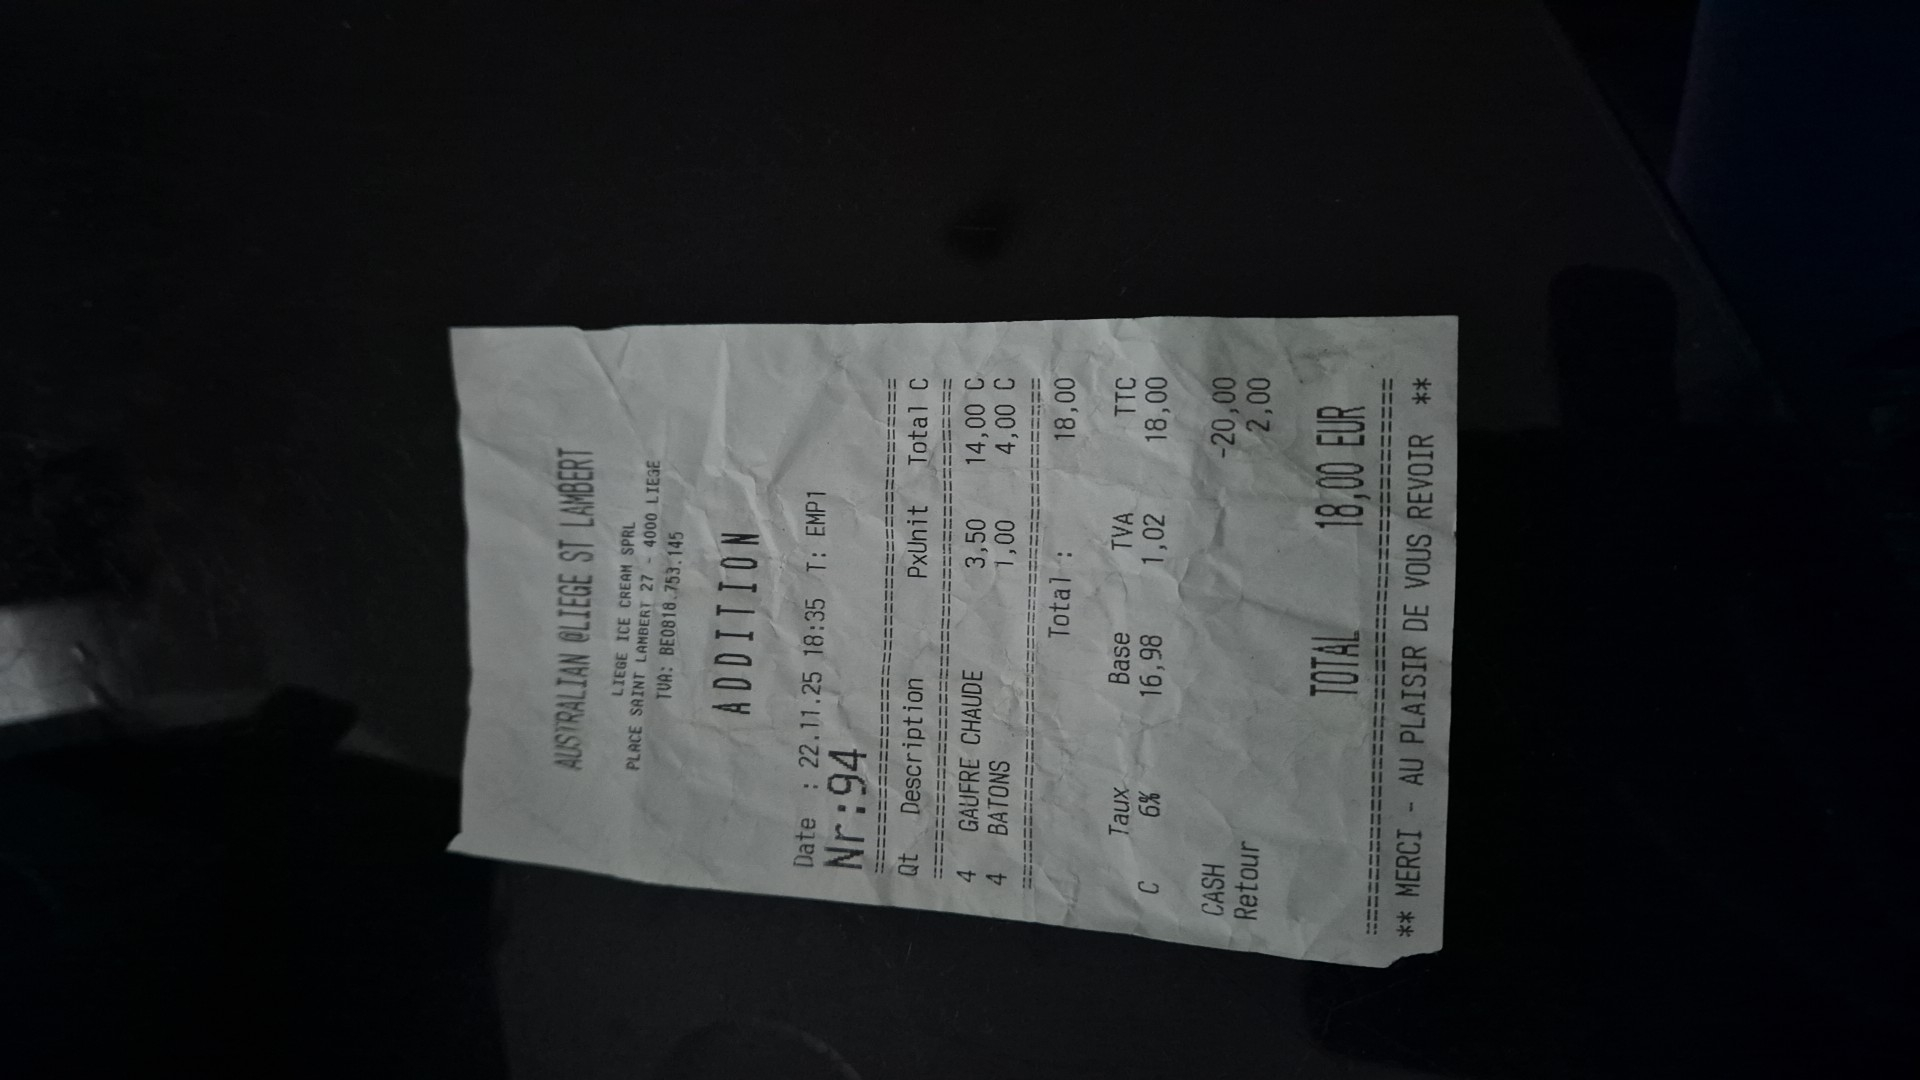 AUSTRALIAN @LIEGE ST LAMBERT
LIEGE ICE CREAM SPRL
PLACE SAINT LAMBERT 27 - 4000 LIEGE
TVA: BE0818.753.145
ADDITION
Date : 22.11.25 18:35 T: EMP1
Nr:94
==================================
Qt Description PxUnit Total C
==================================
4 GAUFRE CHAUDE 3,50 14,00 C
4 BATONS 1,00 4,00 C
==================================
Total : 18,00
Taux Base TVA TTC
C 6% 16,98 1,02 18,00
CASH -20,00
Retour 2,00
TOTAL 18,00 EUR
==================================
** MERCI - AU PLAISIR DE VOUS REVOIR **